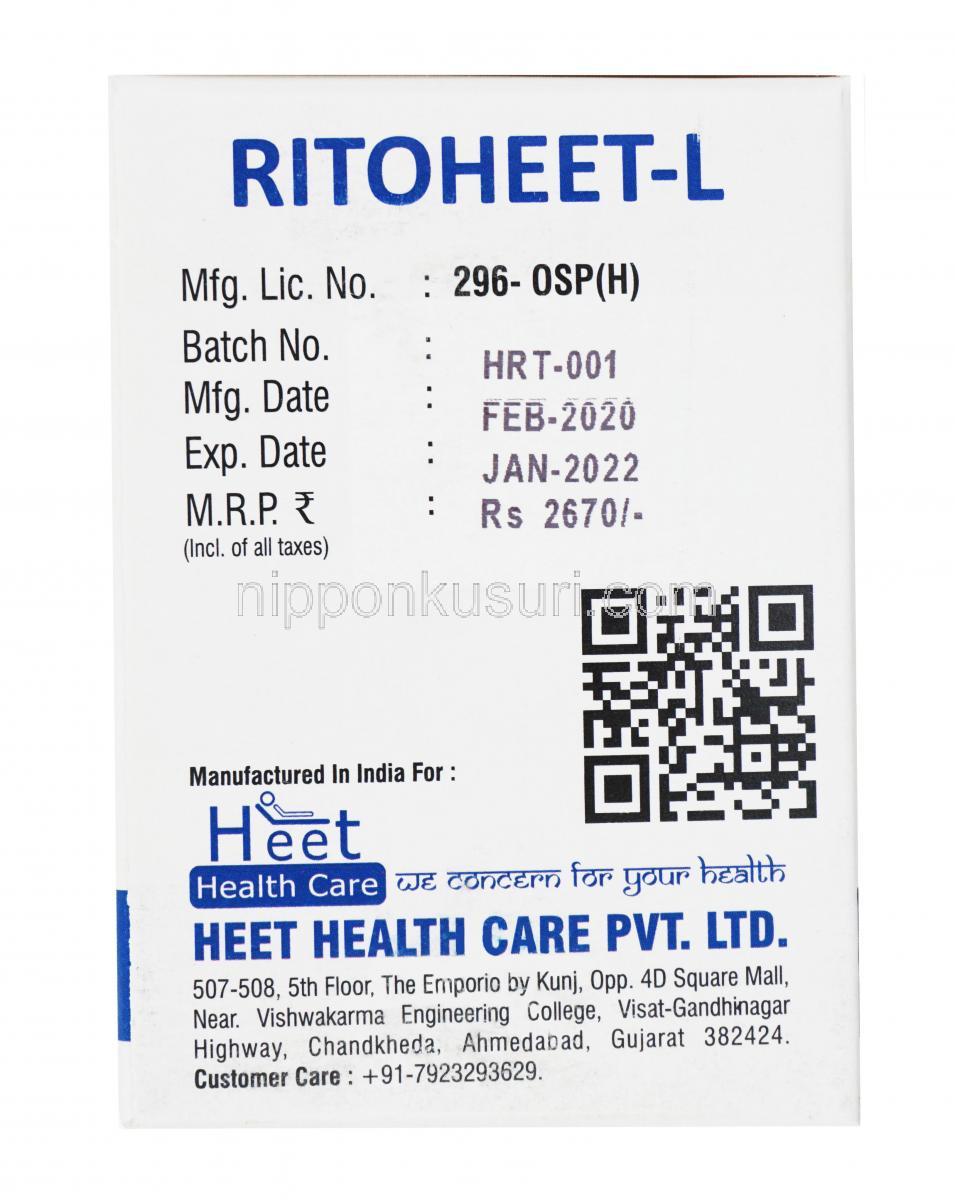 RITOHEET-L
Mfg. Lic. No. : 296- OSP(H)
Batch No. : HRT-001
Mfg. Date : FEB-2020
Exp. Date : JAN-2022
M.R.P. ₹ : Rs 2670/-
(Incl. of all taxes)
nipponkusuri.com
Manufactured In India For :
Heet
Health Care we concern for your health
HEET HEALTH CARE PVT. LTD.
507-508, 5th Floor, The Emporio by Kunj, Opp. 4D Square Mall,
Near. Vishwakarma Engineering College, Visat-Gandhinagar
Highway, Chandkheda, Ahmedabad, Gujarat 382424.
Customer Care : +91-7923293629.